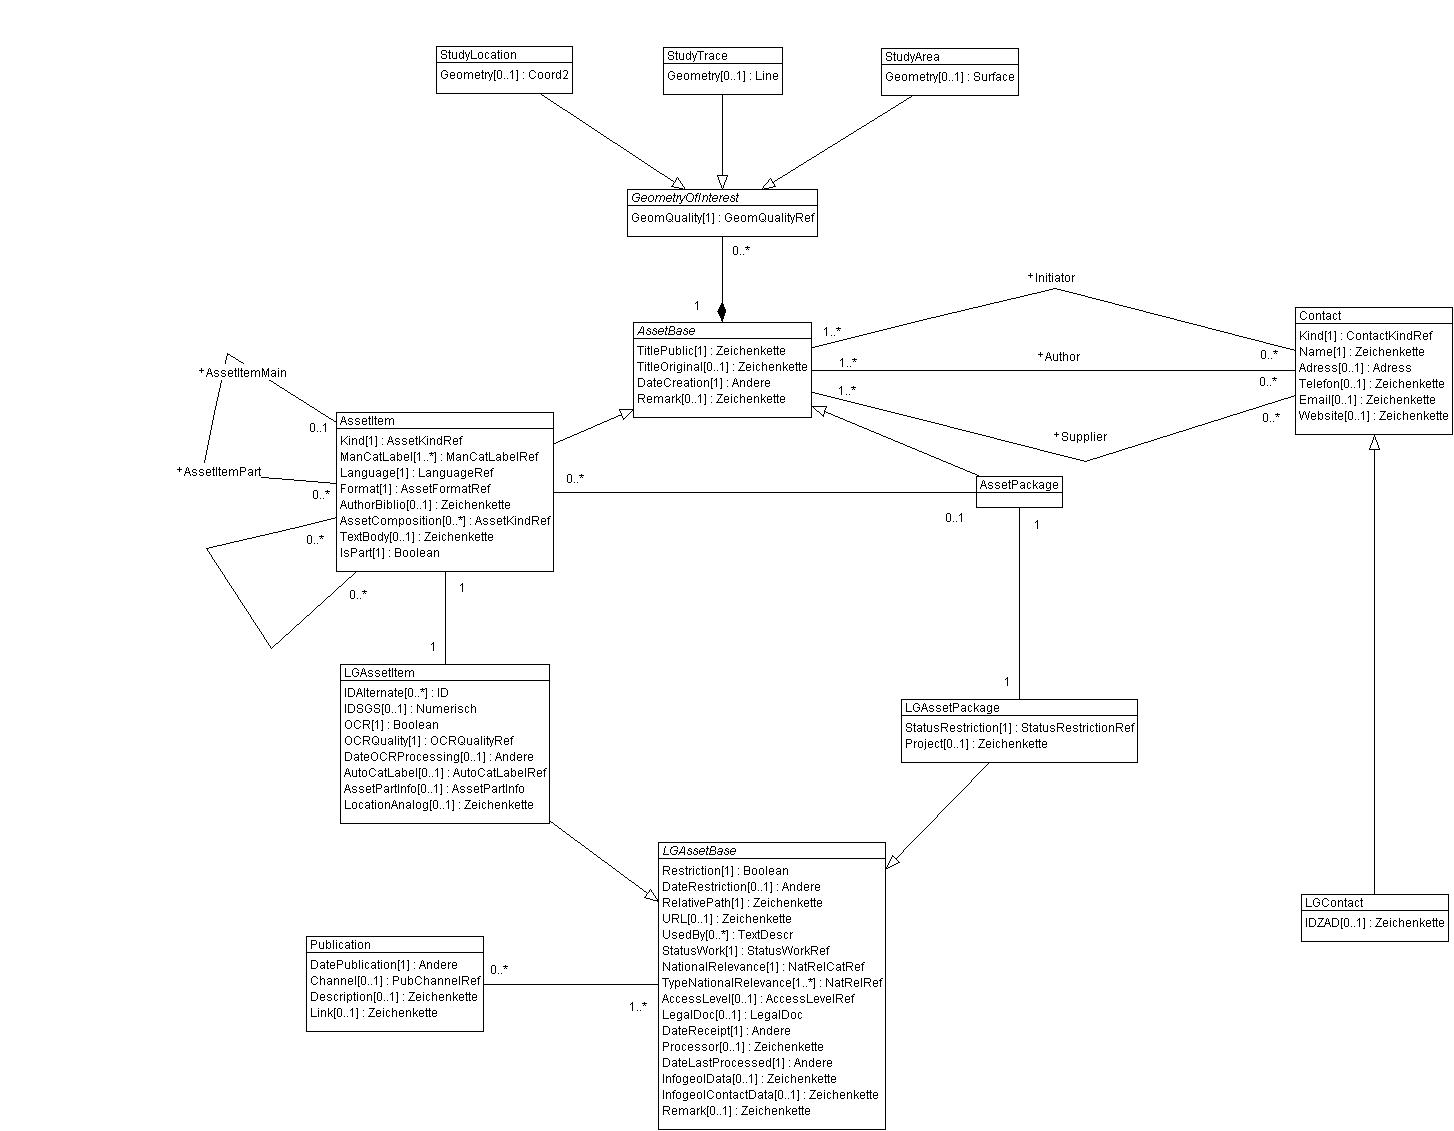 StudyLocation
Geometry[0..1] : Coord2
StudyTrace
Geometry[0..1] : Line
StudyArea
Geometry[0..1] : Surface
GeometryOfInterest
GeomQuality[1] : GeomQualityRef
0..*
1
AssetBase
TitlePublic[1] : Zeichenkette
TitleOriginal[0..1] : Zeichenkette
DateCreation[1] : Andere
Remark[0..1] : Zeichenkette
+Initiator
1..*
0..*
+Author
1..*
0..*
+Supplier
1..*
0..*
Contact
Kind[1] : ContactKindRef
Name[1] : Zeichenkette
Adress[0..1] : Adress
Telefon[0..1] : Zeichenkette
Email[0..1] : Zeichenkette
Website[0..1] : Zeichenkette
+AssetItemMain
0..1
+AssetItemPart
0..*
0..*
0..*
AssetItem
Kind[1] : AssetKindRef
ManCatLabel[1..*] : ManCatLabelRef
Language[1] : LanguageRef
Format[1] : AssetFormatRef
AuthorBiblio[0..1] : Zeichenkette
AssetComposition[0..*] : AssetKindRef
TextBody[0..1] : Zeichenkette
IsPart[1] : Boolean
0..*
0..1
AssetPackage
1
1
1
1
LGAssetItem
IDAlternate[0..*] : ID
IDSGS[0..1] : Numerisch
OCR[1] : Boolean
OCRQuality[1] : OCRQualityRef
DateOCRProcessing[0..1] : Andere
AutoCatLabel[0..1] : AutoCatLabelRef
AssetPartInfo[0..1] : AssetPartInfo
LocationAnalog[0..1] : Zeichenkette
LGAssetPackage
StatusRestriction[1] : StatusRestrictionRef
Project[0..1] : Zeichenkette
LGAssetBase
Restriction[1] : Boolean
DateRestriction[0..1] : Andere
RelativePath[1] : Zeichenkette
URL[0..1] : Zeichenkette
UsedBy[0..*] : TextDescr
StatusWork[1] : StatusWorkRef
NationalRelevance[1] : NatRelCatRef
TypeNationalRelevance[1..*] : NatRelRef
AccessLevel[0..1] : AccessLevelRef
LegalDoc[0..1] : LegalDoc
DateReceipt[1] : Andere
Processor[0..1] : Zeichenkette
DateLastProcessed[1] : Andere
InfogeolData[0..1] : Zeichenkette
InfogeolContactData[0..1] : Zeichenkette
Remark[0..1] : Zeichenkette
LGContact
IDZAD[0..1] : Zeichenkette
Publication
DatePublication[1] : Andere
Channel[0..1] : PubChannelRef
Description[0..1] : Zeichenkette
Link[0..1] : Zeichenkette
0..*
1..*